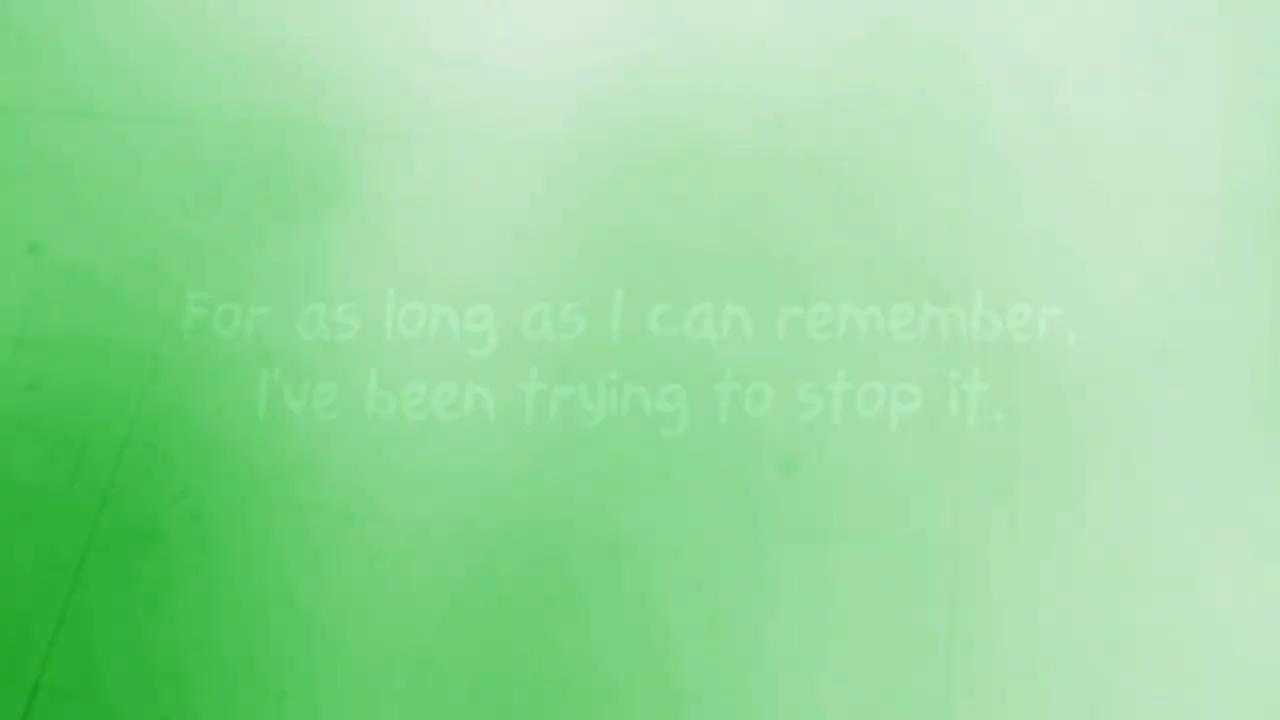 For as long as I can remember,
I've been trying to stop it.